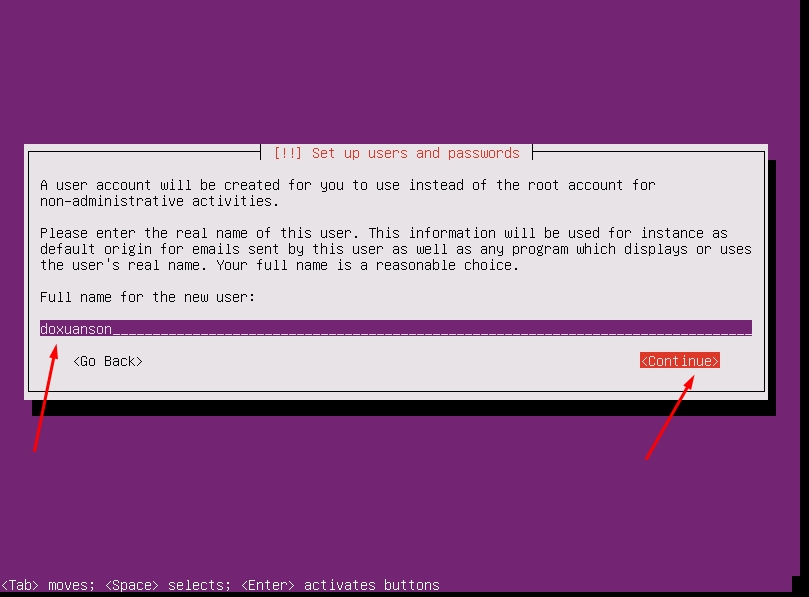 [!!] Set up users and passwords
A user account will be created for you to use instead of the root account for
non-administrative activities.
Please enter the real name of this user. This information will be used for instance as
default origin for emails sent by this user as well as any program which displays or uses
the user's real name. Your full name is a reasonable choice.
Full name for the new user:
doxuanson
<Go Back> <Continue>
<Tab> moves; <Space> selects; <Enter> activates buttons